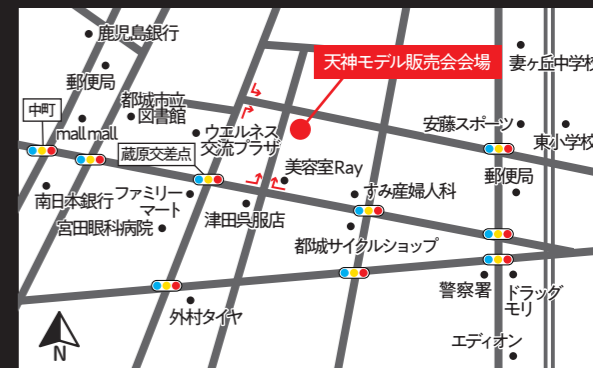 鹿児島銀行
天神モデル販売会会場
妻ヶ丘中学校
郵便局
中町
都城市立
図書館
mall mall
ウエルネス
交流プラザ
安藤スポーツ
東小学校
蔵原交差点
美容室Ray
郵便局
南日本銀行
ファミリー
マート
すみ産婦人科
宮田眼科病院
津田呉服店
都城サイクルショップ
警察署
ドラッグ
モリ
外村タイヤ
エディオン
N